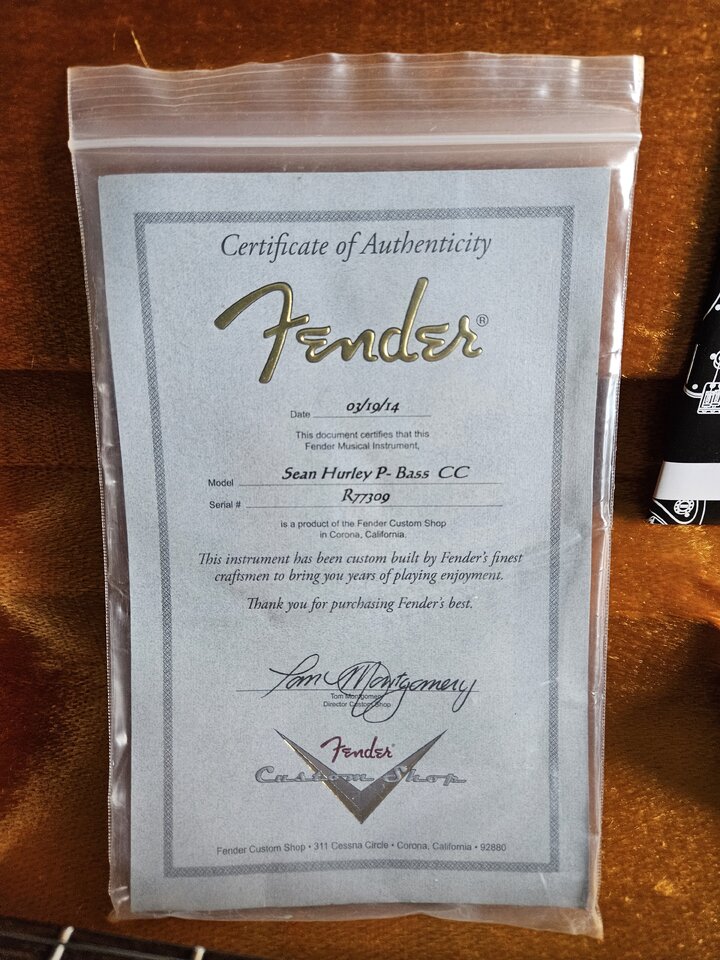 Certificate of Authenticity
Fender®
Date 03/19/14
This document certifies that this
Fender Musical Instrument,
Model Sean Hurley P- Bass CC
Serial # R77309
is a product of the Fender Custom Shop
in Corona, California.
This instrument has been custom built by Fender's finest
craftsmen to bring you years of playing enjoyment.
Thank you for purchasing Fender's best.
Tom Montgomery
Tom Montgomery
Director Custom Shop
Fender
Custom Shop
Fender Custom Shop • 311 Cessna Circle • Corona, California • 92880